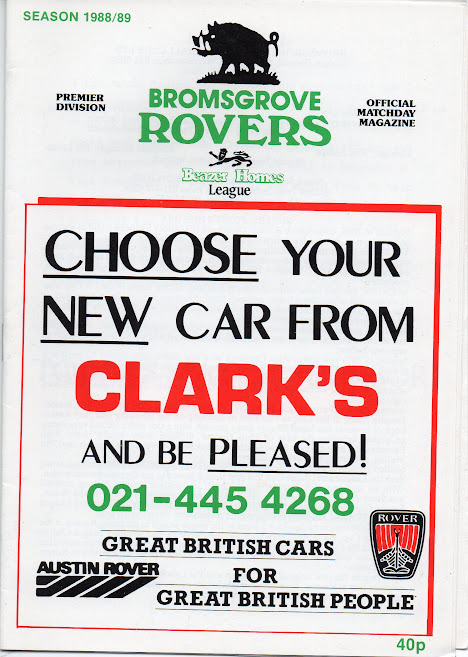 SEASON 1988/89
BROMSGROVE
ROVERS
PREMIER
DIVISION
OFFICIAL
MATCHDAY
MAGAZINE
Beazer Homes
League
CHOOSE YOUR
NEW CAR FROM
CLARK'S
AND BE PLEASED!
021-445 4268
ROVER
GREAT BRITISH CARS
AUSTIN ROVER
FOR
GREAT BRITISH PEOPLE
40p